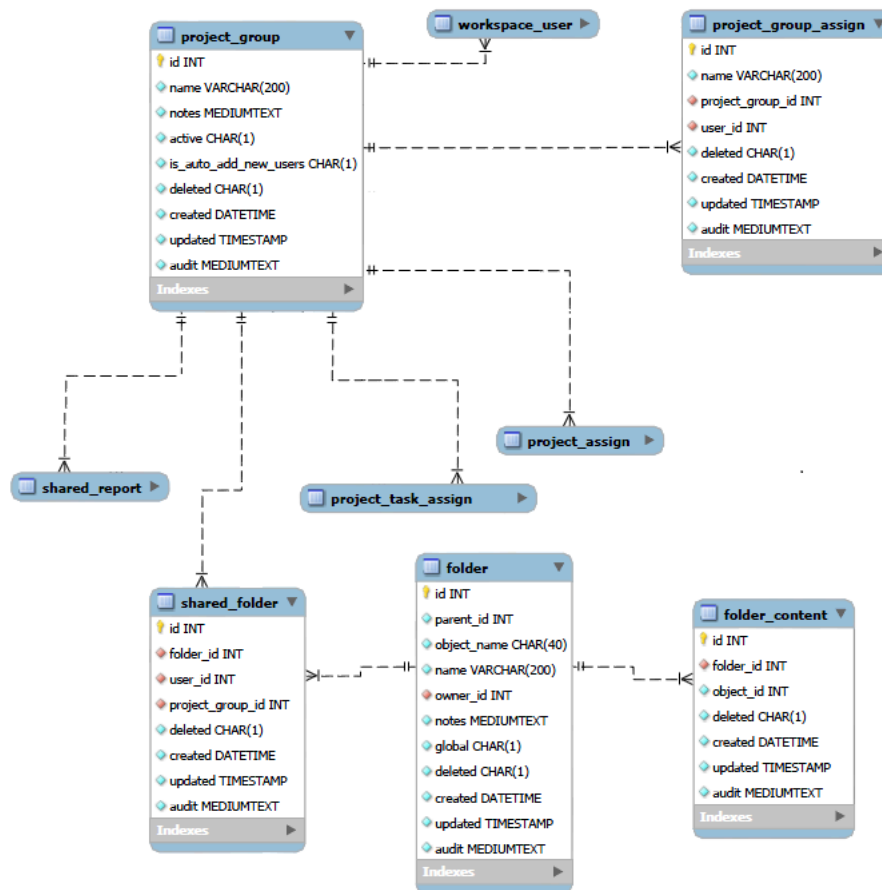 project_group
id INT
name VARCHAR(200)
notes MEDIUMTEXT
active CHAR(1)
is_auto_add_new_users CHAR(1)
deleted CHAR(1)
created DATETIME
updated TIMESTAMP
audit MEDIUMTEXT
Indexes
workspace_user
project_group_assign
id INT
name VARCHAR(200)
project_group_id INT
user_id INT
deleted CHAR(1)
created DATETIME
updated TIMESTAMP
audit MEDIUMTEXT
Indexes
project_assign
shared_report
project_task_assign
shared_folder
id INT
folder_id INT
user_id INT
project_group_id INT
deleted CHAR(1)
created DATETIME
updated TIMESTAMP
audit MEDIUMTEXT
Indexes
folder
id INT
parent_id INT
object_name CHAR(40)
name VARCHAR(200)
owner_id INT
notes MEDIUMTEXT
global CHAR(1)
deleted CHAR(1)
created DATETIME
updated TIMESTAMP
audit MEDIUMTEXT
Indexes
folder_content
id INT
folder_id INT
object_id INT
deleted CHAR(1)
created DATETIME
updated TIMESTAMP
audit MEDIUMTEXT
Indexes